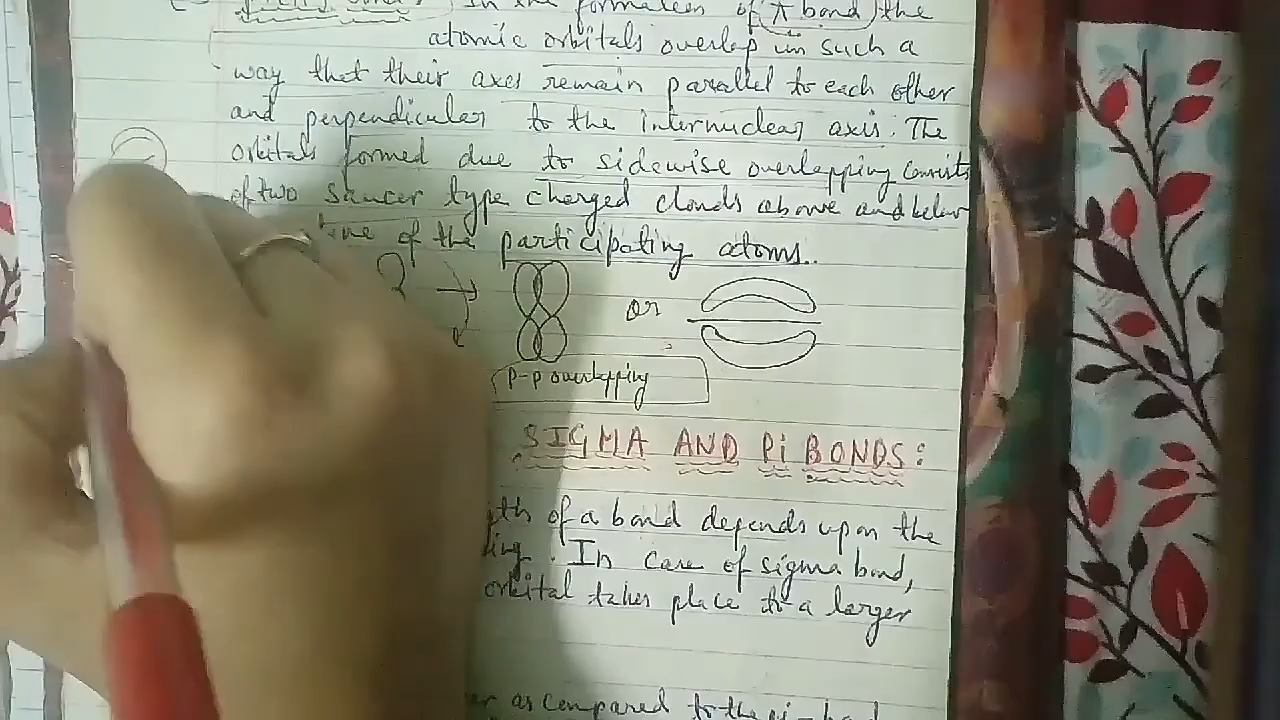 In the formation of (π bond) the
atomic orbitals overlap in such a
way that their axes remain parallel to each other
and perpendicular to the internuclear axis. The
orbitals formed due to sidewise overlapping consists
of two saucer type charged clouds above and below
of the participating atoms..
or
P-P overlapping
SIGMA AND Pi BONDS:
of a bond depends upon the
In case of sigma bond,
orbital takes place to a larger
as compared to the pi-bond